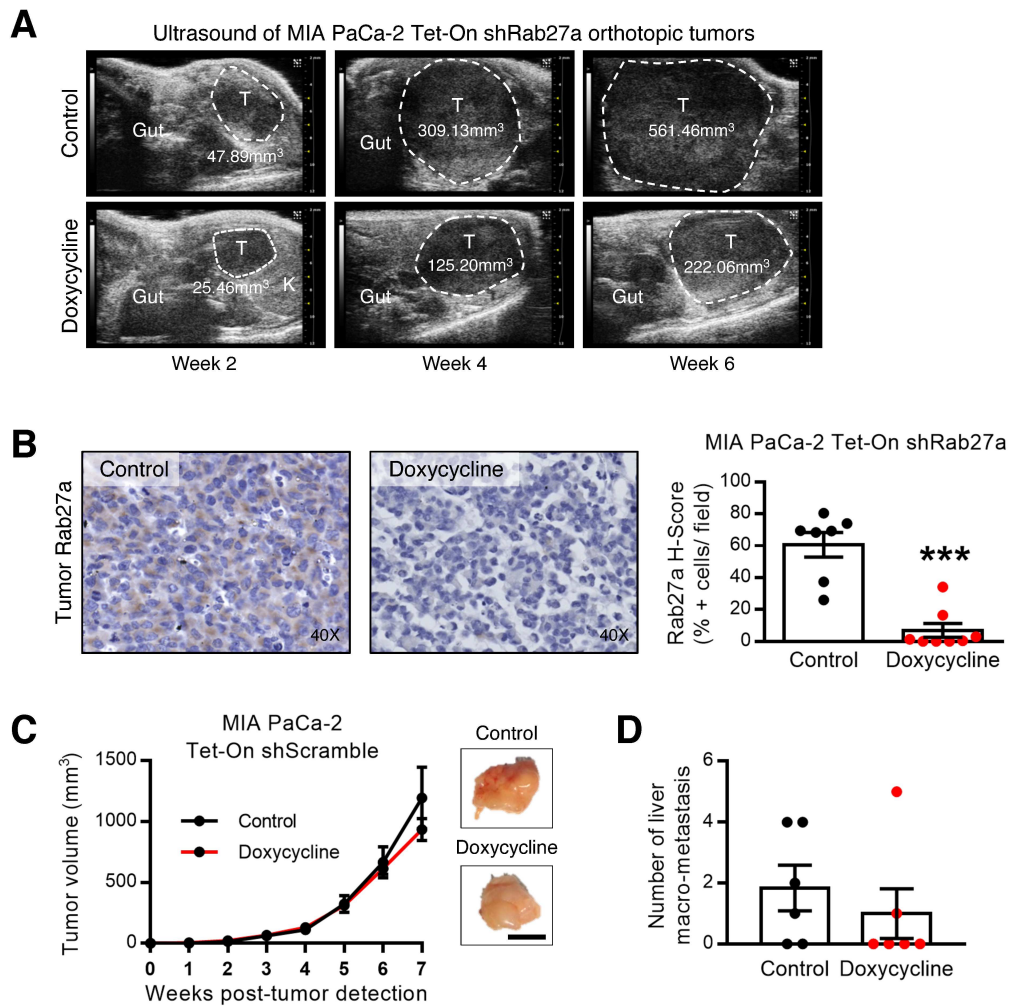 A
Ultrasound of MIA PaCa-2 Tet-On shRab27a orthotopic tumors
Control
T
Gut
47.89mm³
T
309.13mm³
Gut
T
561.46mm³
Doxycycline
T
25.46mm³
K
Gut
T
125.20mm³
Gut
T
222.06mm³
Gut
Week 2
Week 4
Week 6
B
Tumor Rab27a
Control
40X
Doxycycline
40X
MIA PaCa-2 Tet-On shRab27a
Rab27a H-Score
(% + cells/ field)
100
80
60
40
20
0
***
Control
Doxycycline
C
MIA PaCa-2
Tet-On shScramble
Tumor volume (mm³)
1500
1000
500
0
Control
Doxycycline
0 1 2 3 4 5 6 7
Weeks post-tumor detection
Control
Doxycycline
D
Number of liver
macro-metastasis
6
4
2
0
Control
Doxycycline